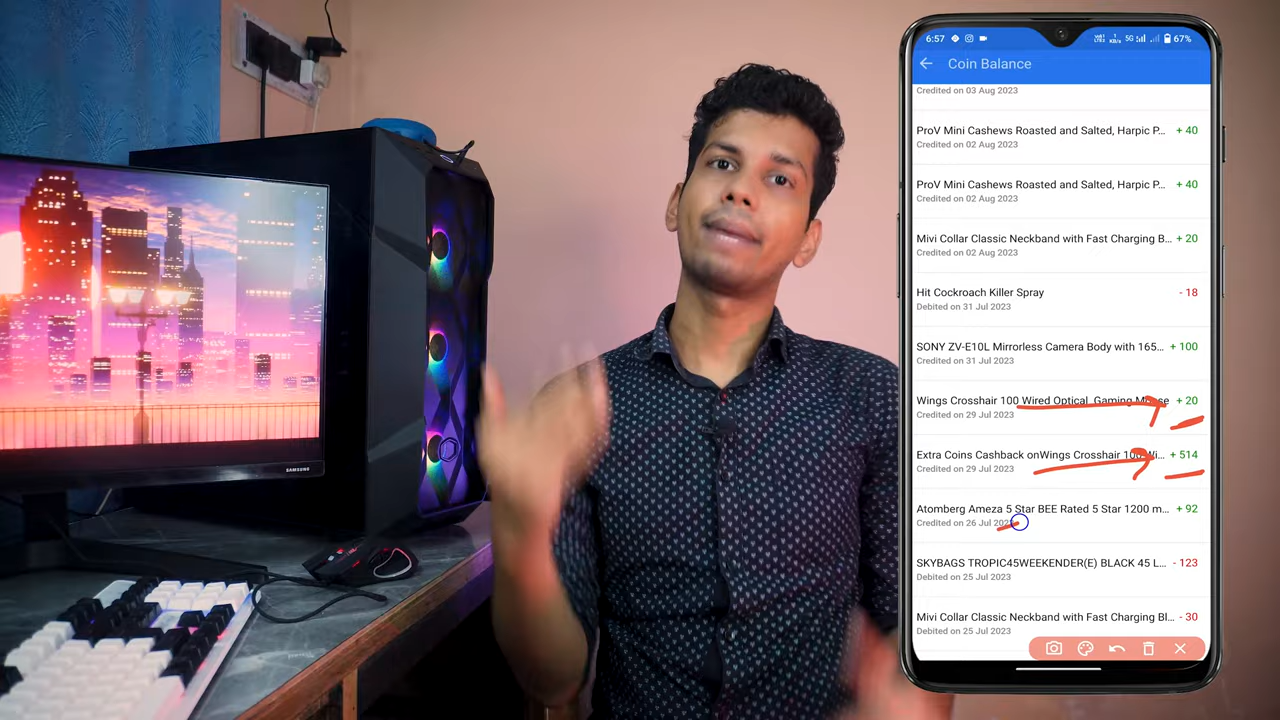 SAMSUNG
6:57
5G
67%
Coin Balance
Credited on 03 Aug 2023
ProV Mini Cashews Roasted and Salted, Harpic P... + 40
Credited on 02 Aug 2023
ProV Mini Cashews Roasted and Salted, Harpic P... + 40
Credited on 02 Aug 2023
Mivi Collar Classic Neckband with Fast Charging B... + 20
Credited on 02 Aug 2023
Hit Cockroach Killer Spray - 18
Debited on 31 Jul 2023
SONY ZV-E10L Mirrorless Camera Body with 165... + 100
Credited on 31 Jul 2023
Wings Crosshair 100 Wired Optical Gaming Mouse + 20
Credited on 29 Jul 2023
Extra Coins Cashback onWings Crosshair 100 Wi... + 514
Credited on 29 Jul 2023
Atomberg Ameza 5 Star BEE Rated 5 Star 1200 m... + 92
Credited on 26 Jul 2023
SKYBAGS TROPIC45WEEKENDER(E) BLACK 45 L... - 123
Debited on 25 Jul 2023
Mivi Collar Classic Neckband with Fast Charging Bl... - 30
Debited on 25 Jul 2023